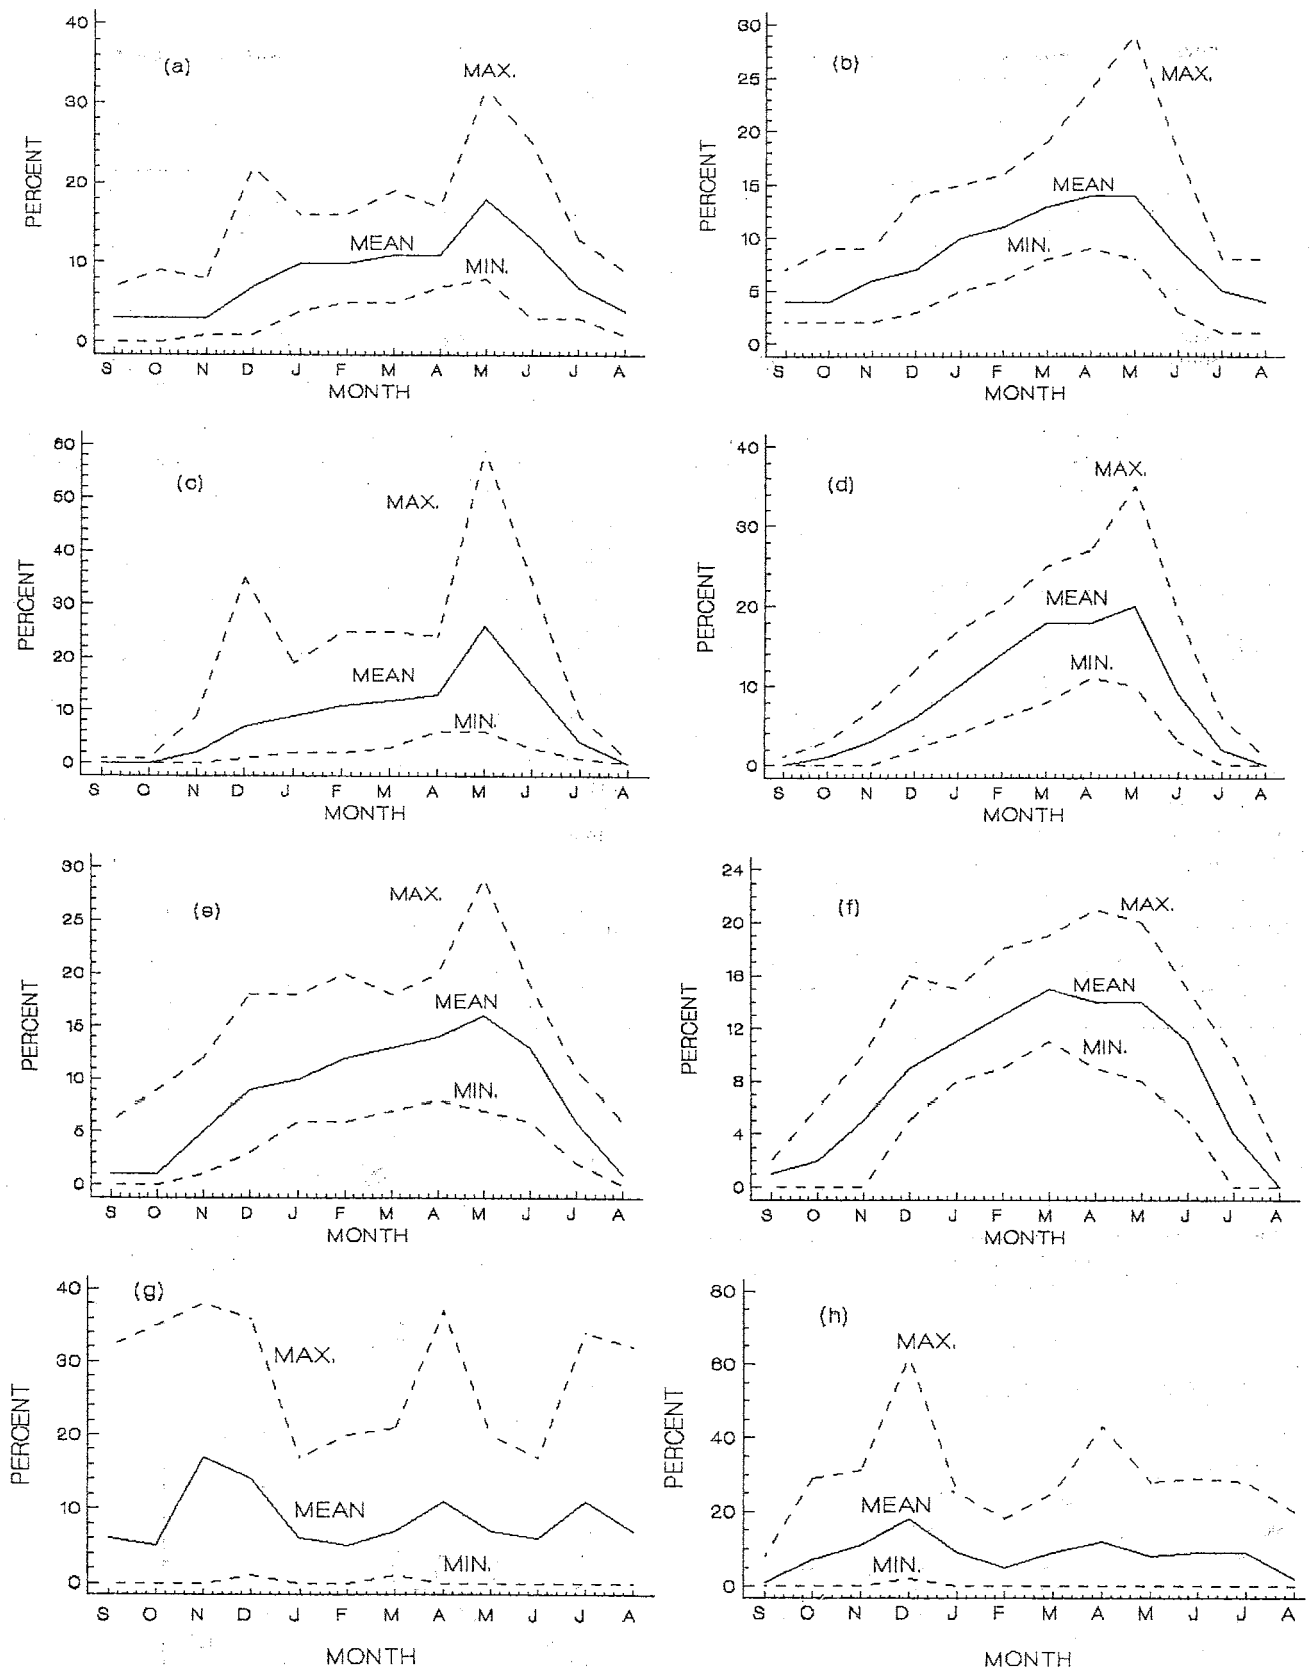 40
30
20
10
0
PERCENT
(a)
MAX.
MEAN
MIN.
S O N D J F M A M J J A
MONTH
30
25
20
15
10
5
0
PERCENT
(b)
MAX.
MEAN
MIN.
S O N D J F M A M J J A
MONTH
60
50
40
30
20
10
0
PERCENT
(c)
MAX.
MEAN
MIN.
S O N D J F M A M J J A
MONTH
40
30
20
10
0
PERCENT
(d)
MAX.
MEAN
MIN.
S O N D J F M A M J J A
MONTH
30
25
20
15
10
5
0
PERCENT
(e)
MAX.
MEAN
MIN.
S O N D J F M A M J J A
MONTH
24
20
16
12
8
4
0
PERCENT
(f)
MAX.
MEAN
MIN.
S O N D J F M A M J J A
MONTH
40
30
20
10
0
PERCENT
(g)
MAX.
MEAN
MIN.
S O N D J F M A M J J A
MONTH
80
60
40
20
0
PERCENT
(h)
MAX.
MEAN
MIN.
S O N D J F M A M J J A
MONTH